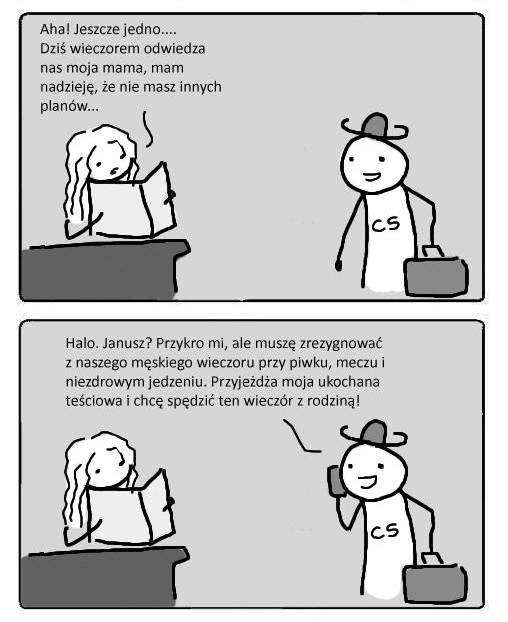 Aha! Jeszcze jedno....
Dziś wieczorem odwiedza
nas moja mama, mam
nadzieję, że nie masz innych
planów...
CS
Halo. Janusz? Przykro mi, ale muszę zrezygnować
z naszego męskiego wieczoru przy piwku, meczu i
niezdrowym jedzeniu. Przyjeżdża moja ukochana
teściowa i chcę spędzić ten wieczór z rodziną!
CS